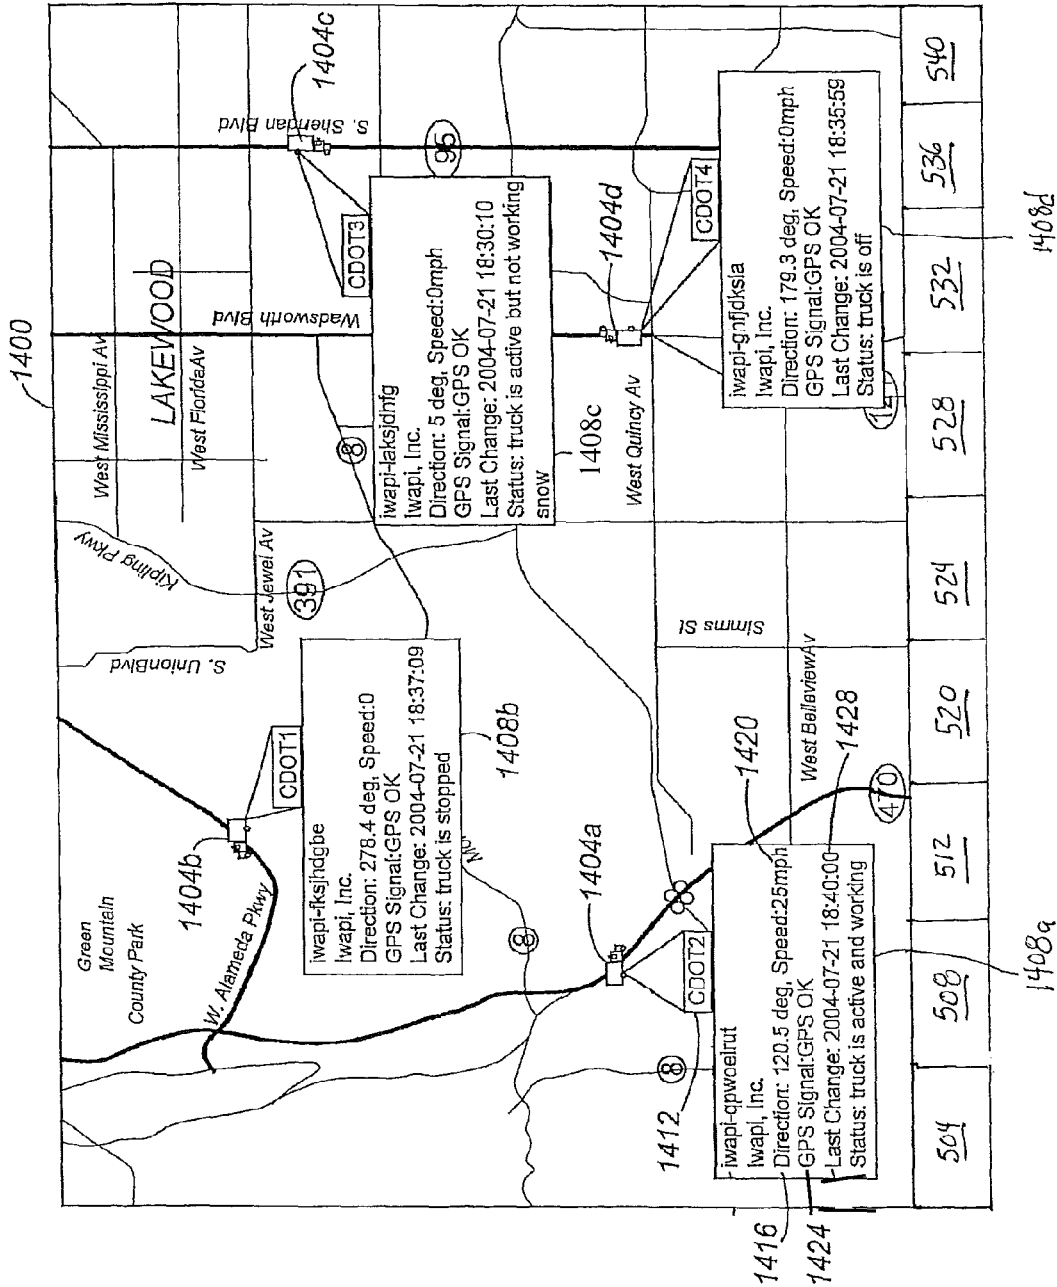 1400
1404c
West Mississippi Av
LAKEWOOD
West FloridaAv
S. Sheridan Blvd
Kipling Pkwy
Wadsworth Blvd
CDOT3
95
S. UnionBlvd
West Jewel Av
391
8
iwapi-laksjdhfg
Iwapi, Inc.
Direction: 5 deg, Speed:0mph
GPS Signal:GPS OK
Last Change: 2004-07-21 18:30:10
Status: truck is active but not working
snow
1408c
1404d
CDOT4
West Quincy Av
iwapi-gnfjdksla
Iwapi, Inc.
Direction: 179.3 deg, Speed:0mph
GPS Signal:GPS OK
Last Change: 2004-07-21 18:35:59
Status: truck is off
1408d
Green
Mountain
County Park
1404b
CDOT1
W. Alameda Pkwy
iwapi-fksjhdgbe
Iwapi, Inc.
Direction: 278.4 deg, Speed:0
GPS Signal:GPS OK
Last Change: 2004-07-21 18:37:09
Status: truck is stopped
1408b
8
1404a
Simms St
CDOT2
8
1412
1420
West BelleviewAv
1428
470
iwapi-qpwoeirut
Iwapi, Inc.
Direction: 120.5 deg, Speed:25mph
GPS Signal:GPS OK
Last Change: 2004-07-21 18:40:00
Status: truck is active and working
1416
1424
1408a
504
508
512
520
524
528
532
536
540